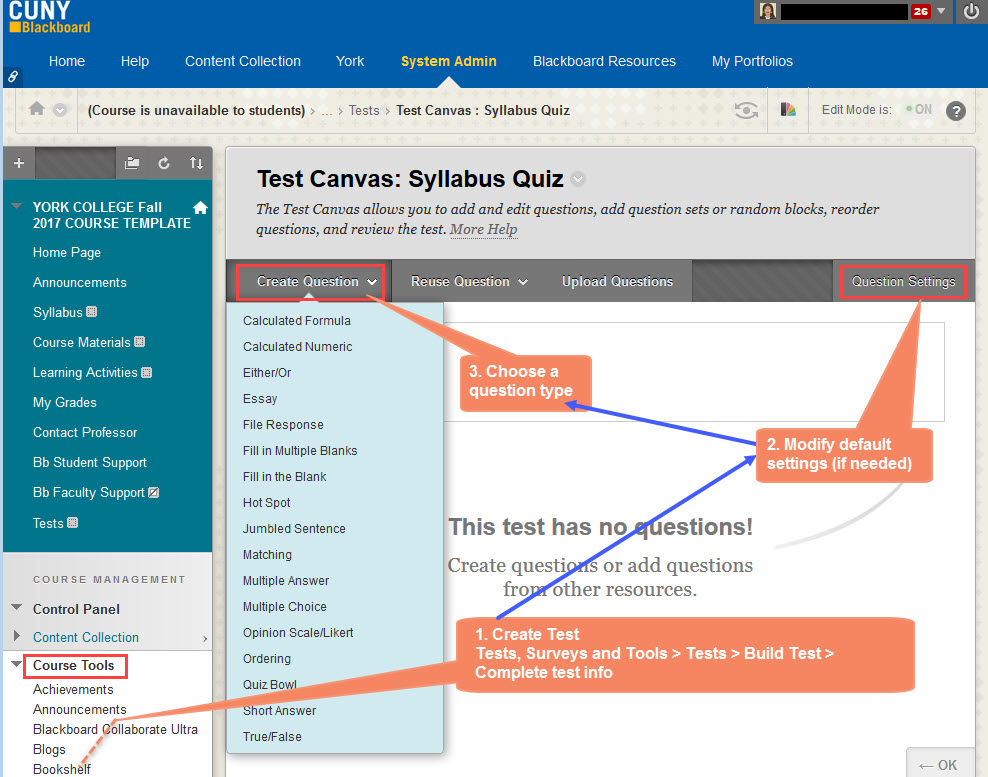 CUNY
Blackboard
26
Home Help Content Collection York System Admin Blackboard Resources My Portfolios
(Course is unavailable to students) > ... > Tests > Test Canvas : Syllabus Quiz
Edit Mode is: ON ?
YORK COLLEGE Fall
2017 COURSE TEMPLATE
Home Page
Announcements
Syllabus
Course Materials
Learning Activities
My Grades
Contact Professor
Bb Student Support
Bb Faculty Support
Tests
COURSE MANAGEMENT
Control Panel
Content Collection
Course Tools
Achievements
Announcements
Blackboard Collaborate Ultra
Blogs
Bookshelf
Test Canvas: Syllabus Quiz
The Test Canvas allows you to add and edit questions, add question sets or random blocks, reorder
questions, and review the test. More Help
Create Question Reuse Question Upload Questions Question Settings
Calculated Formula
Calculated Numeric
Either/Or
Essay
File Response
Fill in Multiple Blanks
Fill in the Blank
Hot Spot
Jumbled Sentence
Matching
Multiple Answer
Multiple Choice
Opinion Scale/Likert
Ordering
Quiz Bowl
Short Answer
True/False
3. Choose a
question type
2. Modify default
settings (if needed)
This test has no questions!
Create questions or add questions
from other resources.
1. Create Test
Tests, Surveys and Tools > Tests > Build Test >
Complete test info
← OK